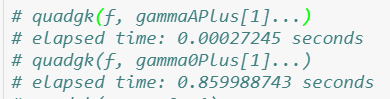 # quadgk(f, gammaAPlus[1]...)
# elapsed time: 0.00027245 seconds
# quadgk(f, gamma0Plus[1]...)
# elapsed time: 0.859988743 seconds